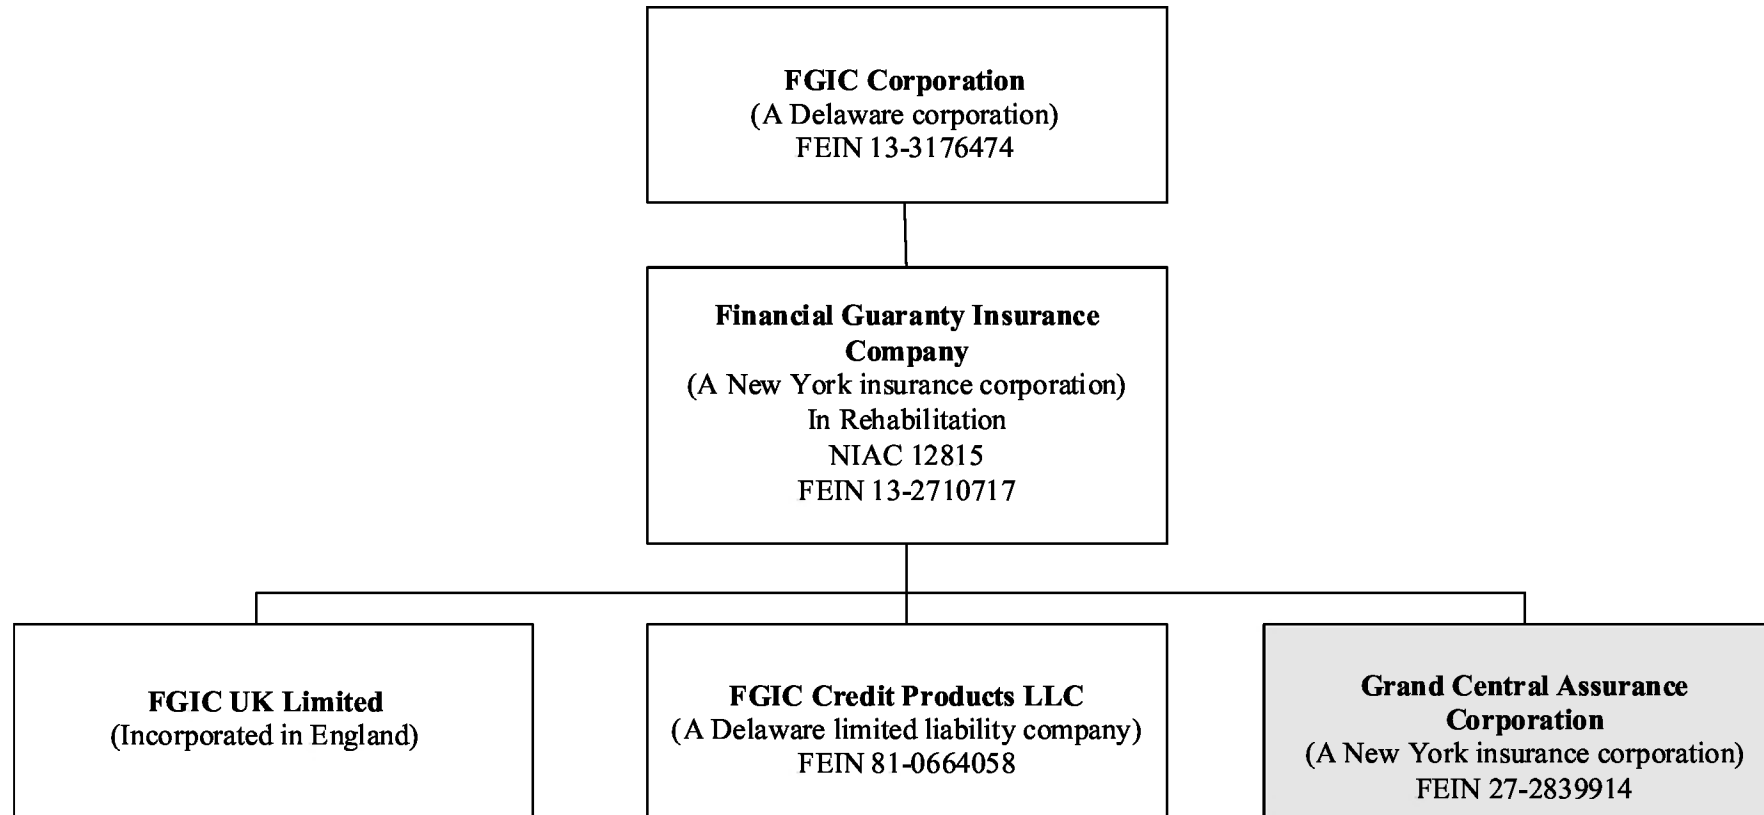 FGIC Corporation
(A Delaware corporation)
FEIN 13-3176474
Financial Guaranty Insurance
Company
(A New York insurance corporation)
In Rehabilitation
NIAC 12815
FEIN 13-2710717
FGIC UK Limited
(Incorporated in England)
FGIC Credit Products LLC
(A Delaware limited liability company)
FEIN 81-0664058
Grand Central Assurance
Corporation
(A New York insurance corporation)
FEIN 27-2839914